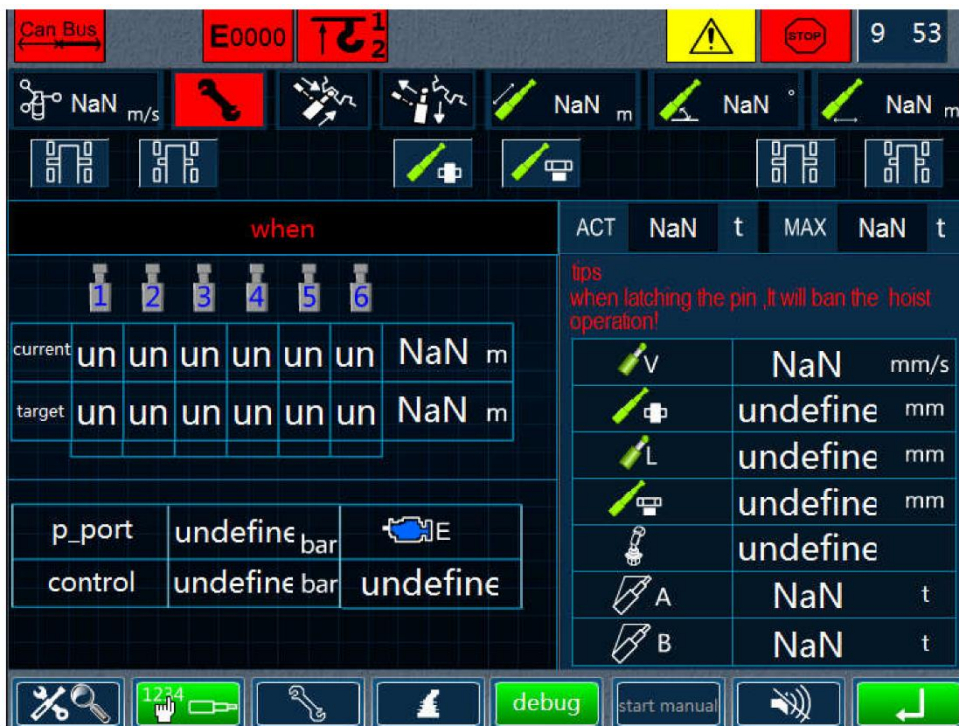 Can Bus
E0000
1
2
STOP
9 53
NaN m/s
NaN m
NaN °
NaN m
when
ACT NaN t MAX NaN t
tips
when latching the pin ,It will ban the hoist
operation!
1 2 3 4 5 6
current un un un un un un NaN m
target un un un un un un NaN m
V NaN mm/s
undefine mm
L undefine mm
undefine mm
undefine
A NaN t
B NaN t
p_port undefine bar E
control undefine bar undefine
1234
debug
start manual